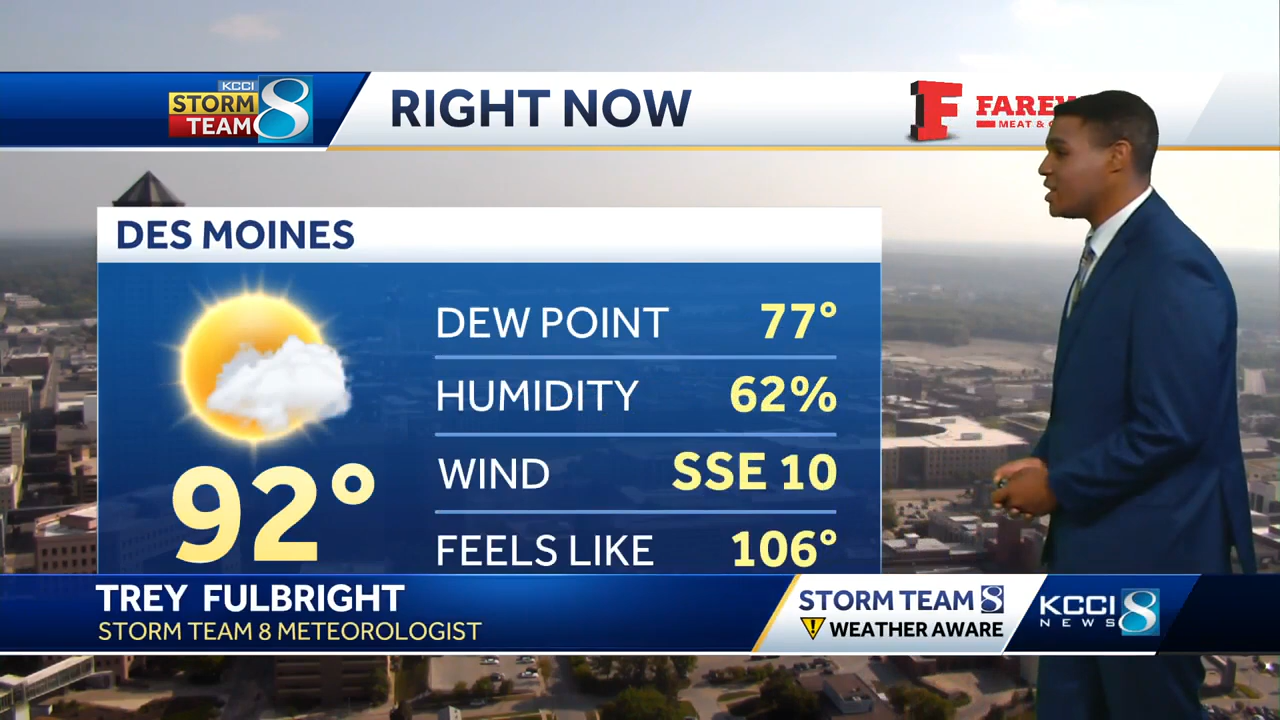 KCCI
STORM
TEAM 8
RIGHT NOW
F
MEAT &
DES MOINES
DEW POINT 77°
HUMIDITY 62%
WIND SSE 10
92°
FEELS LIKE 106°
TREY FULBRIGHT
STORM TEAM 8 METEOROLOGIST
STORM TEAM 8
! WEATHER AWARE
KCCI 8
NEWS